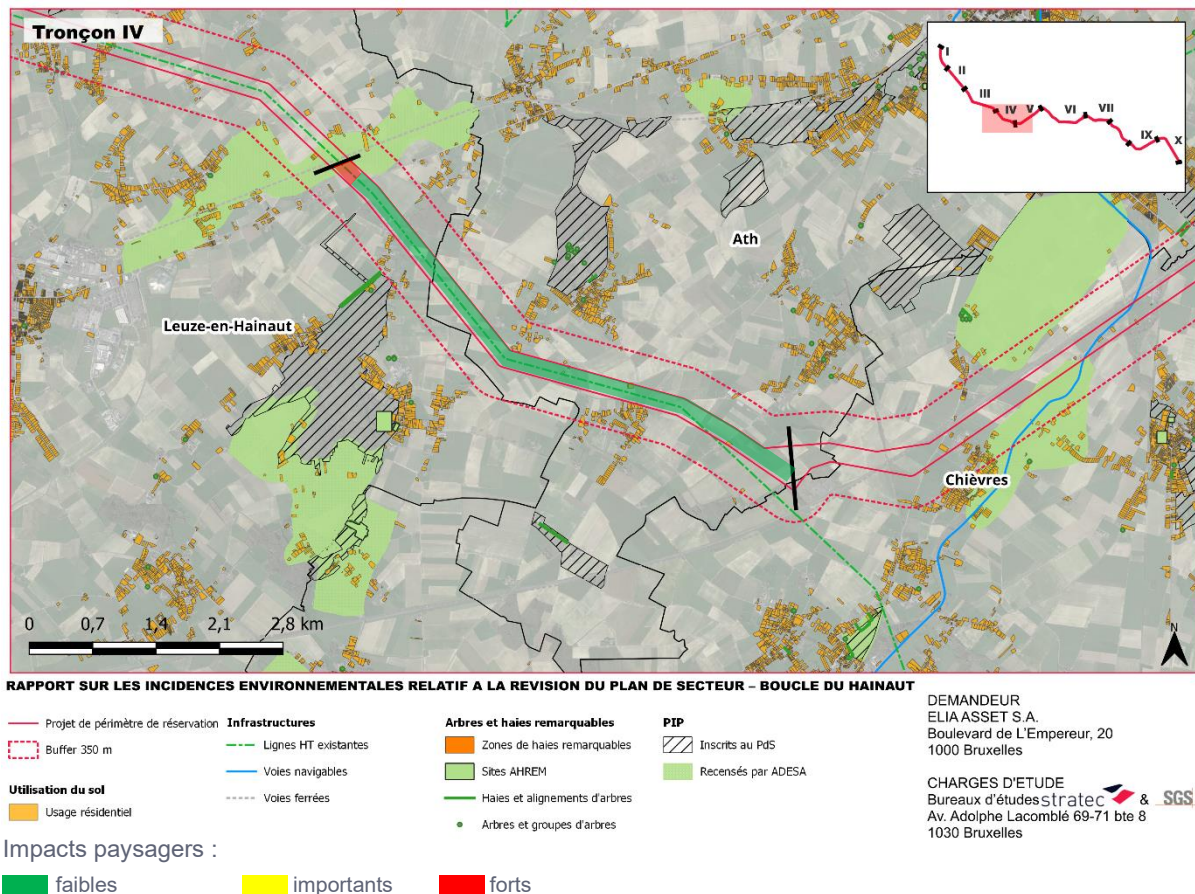 Tronçon IV
I
II
III
IV
V
VI
VII
IX
X
Ath
Leuze-en-Hainaut
Chièvres
0 0,7 1,4 2,1 2,8 km
N
RAPPORT SUR LES INCIDENCES ENVIRONNEMENTALES RELATIF A LA REVISION DU PLAN DE SECTEUR – BOUCLE DU HAINAUT
Projet de périmètre de réservation
Buffer 350 m
Utilisation du sol
Usage résidentiel
Infrastructures
Lignes HT existantes
Voies navigables
Voies ferrées
Arbres et haies remarquables
Zones de haies remarquables
Sites AHREM
Haies et alignements d'arbres
Arbres et groupes d'arbres
PIP
Inscrits au PdS
Recensés par ADESA
DEMANDEUR
ELIA ASSET S.A.
Boulevard de L'Empereur, 20
1000 Bruxelles
CHARGES D'ETUDE
Bureaux d'études stratec & SGS
Av. Adolphe Lacomblé 69-71 bte 8
1030 Bruxelles
Impacts paysagers :
faibles importants forts